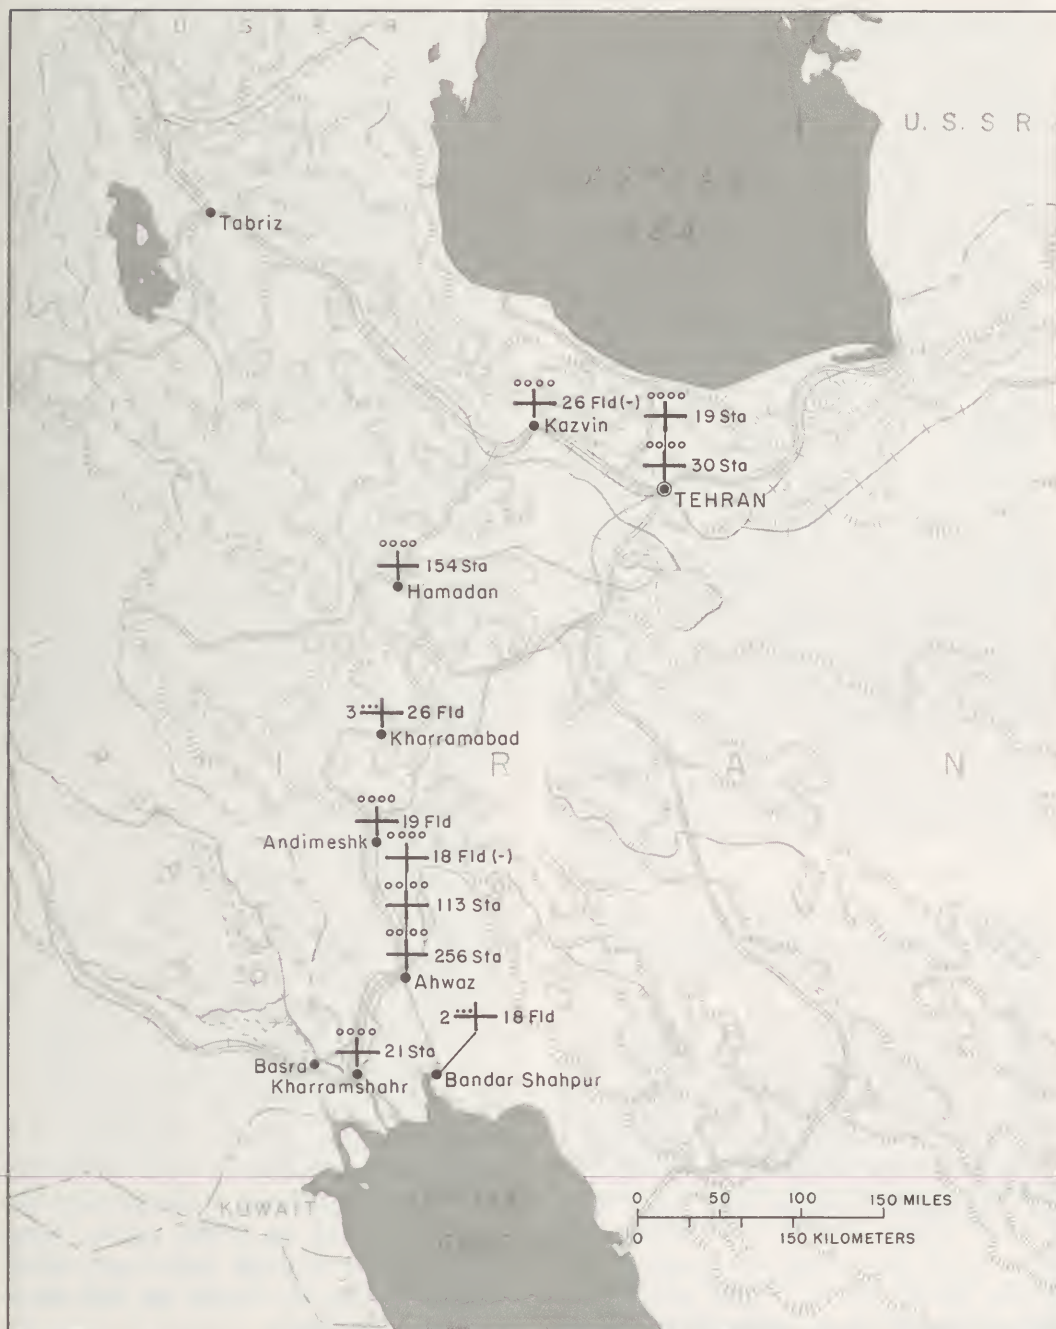 U. S. S. R
U. S. S R
Tabriz
26 Fld (-)
Kazvin
19 Sta
30 Sta
TEHRAN
154 Sta
Hamadan
3 26 Fld
Kharramabad
I R A N
19 Fld
Andimeshk
18 Fld (-)
113 Sta
256 Sta
Ahwaz
2 18 Fld
21 Sta
Basra
Kharramshahr
Bandar Shahpur
KUWAIT
0 50 100 150 MILES
0 150 KILOMETERS